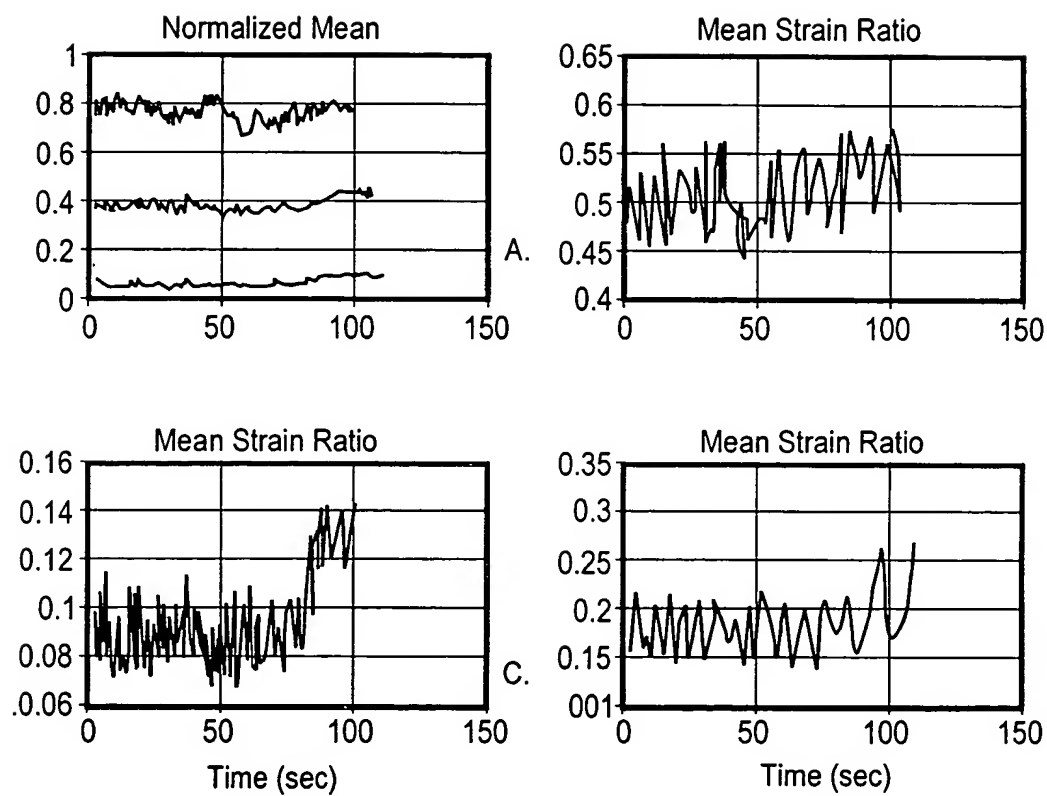 Normalized Mean
1
0.8
0.6
0.4
0.2
0
0 50 100 150
A.
Mean Strain Ratio
0.65
0.6
0.55
0.5
0.45
0.4
0 50 100 150
Mean Strain Ratio
0.16
0.14
0.12
0.1
0.08
.0.06
0 50 100 150
Time (sec)
C.
Mean Strain Ratio
0.35
0.3
0.25
0.2
0.15
001
0 50 100 150
Time (sec)